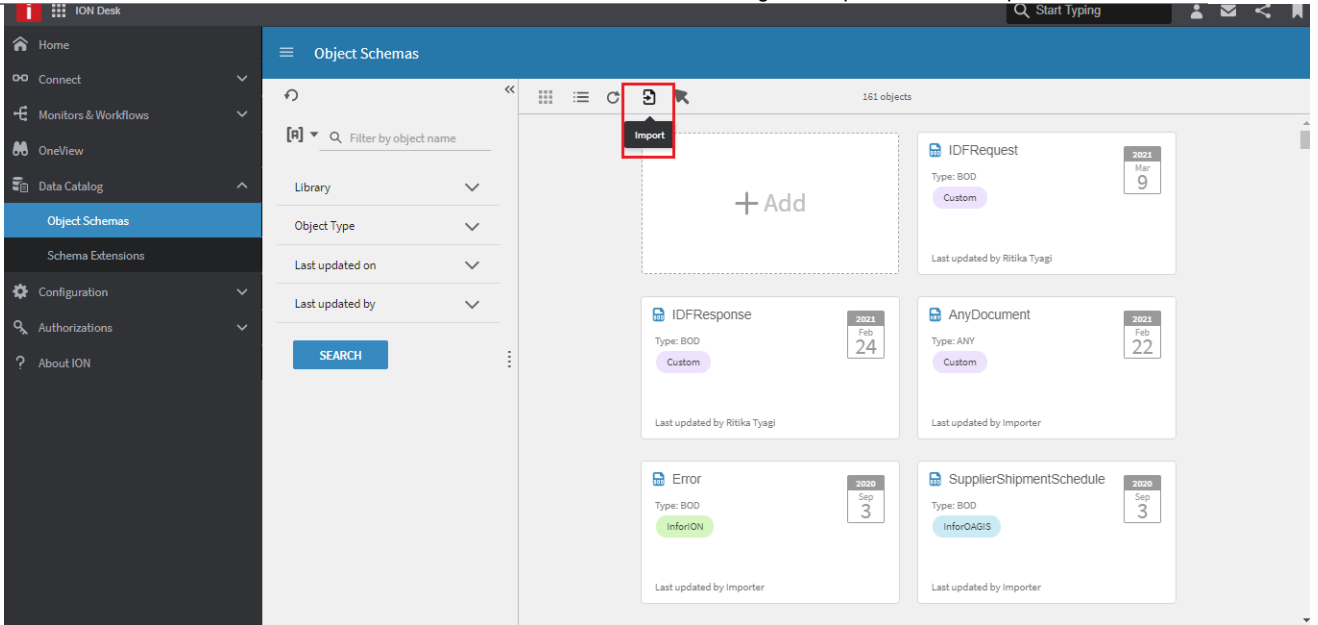 ION Desk
Start Typing
Home
Connect
Monitors & Workflows
OneView
Data Catalog
Object Schemas
Schema Extensions
Configuration
Authorizations
? About ION
Object Schemas
[A] Filter by object name
Library
Object Type
Last updated on
Last updated by
SEARCH
161 objects
Import
+ Add
IDFRequest
Type: BOD
Custom
2021
Mar
9
Last updated by Ritika Tyagi
IDFResponse
Type: BOD
Custom
2021
Feb
24
Last updated by Ritika Tyagi
AnyDocument
Type: ANY
Custom
2021
Feb
22
Last updated by Importer
Error
Type: BOD
InforION
2020
Sep
3
Last updated by Importer
SupplierShipmentSchedule
Type: BOD
InforOAGIS
2020
Sep
3
Last updated by Importer